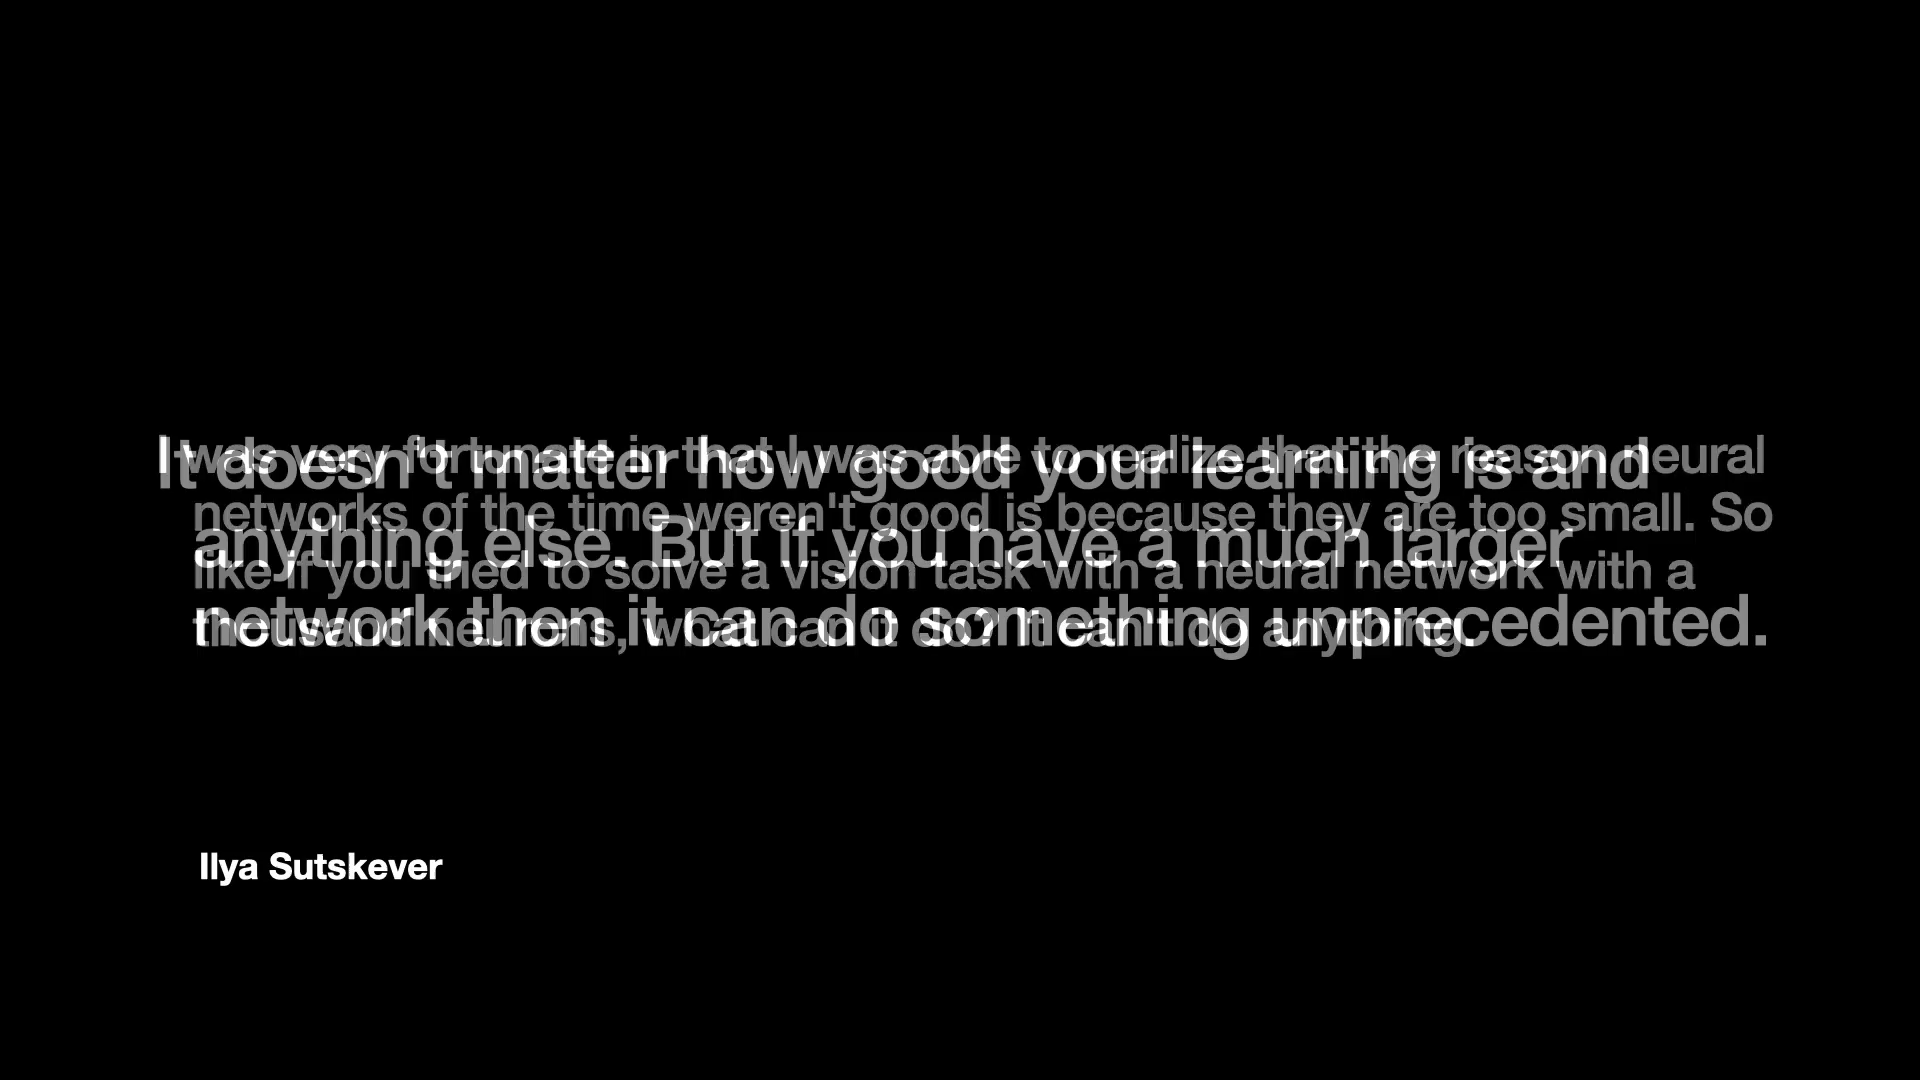 I was very fortunate in that I was able to realize that the reason neural
networks of the time weren't good is because they are too small. So
like if you tried to solve a vision task with a neural network with a
thousand neurons, what can it do? It can't do anything.
It doesn't matter how good your learning is and
anything else. But if you have a much larger
network then it can do something unprecedented.
Ilya Sutskever